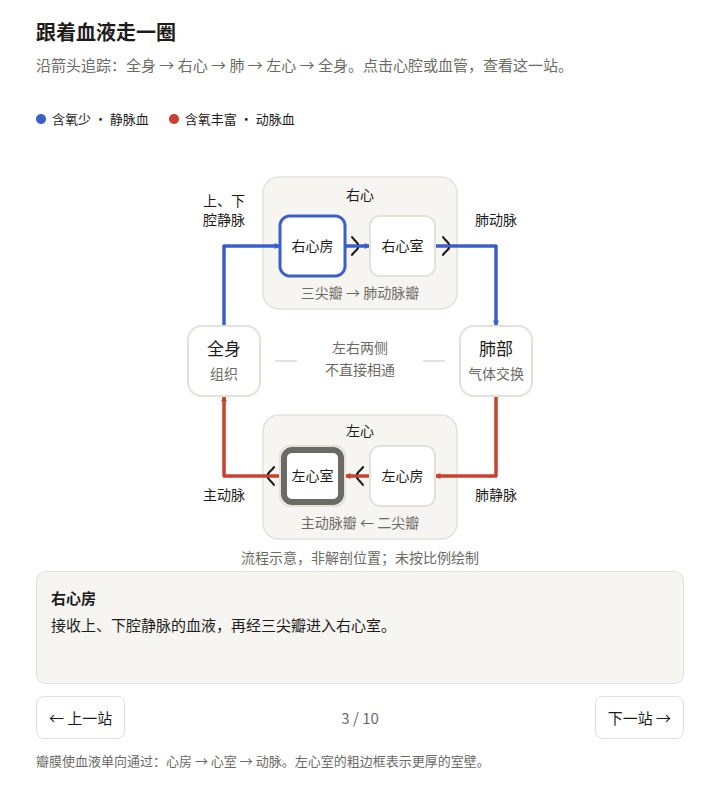 跟着血液走一圈
沿箭头追踪：全身 → 右心 → 肺 → 左心 → 全身。点击心腔或血管，查看这一站。
含氧少 · 静脉血
含氧丰富 · 动脉血
右心
上、下
腔静脉
肺动脉
右心房
右心室
三尖瓣 → 肺动脉瓣
全身
组织
左右两侧
不直接相通
肺部
气体交换
左心
左心室
左心房
主动脉
肺静脉
主动脉瓣 ← 二尖瓣
流程示意，非解剖位置；未按比例绘制
右心房
接收上、下腔静脉的血液，再经三尖瓣进入右心室。
← 上一站
3 / 10
下一站 →
瓣膜使血液单向通过：心房 → 心室 → 动脉。左心室的粗边框表示更厚的室壁。